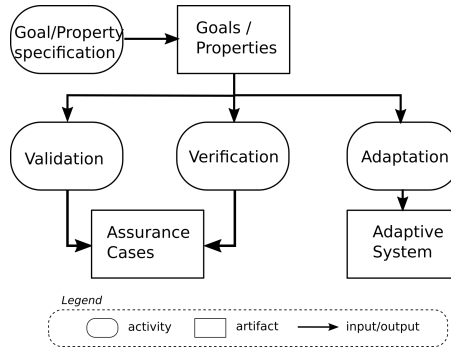 Goal/Property
specification
Goals /
Properties
Validation
Verification
Adaptation
Assurance
Cases
Adaptive
System
Legend
activity
artifact
input/output